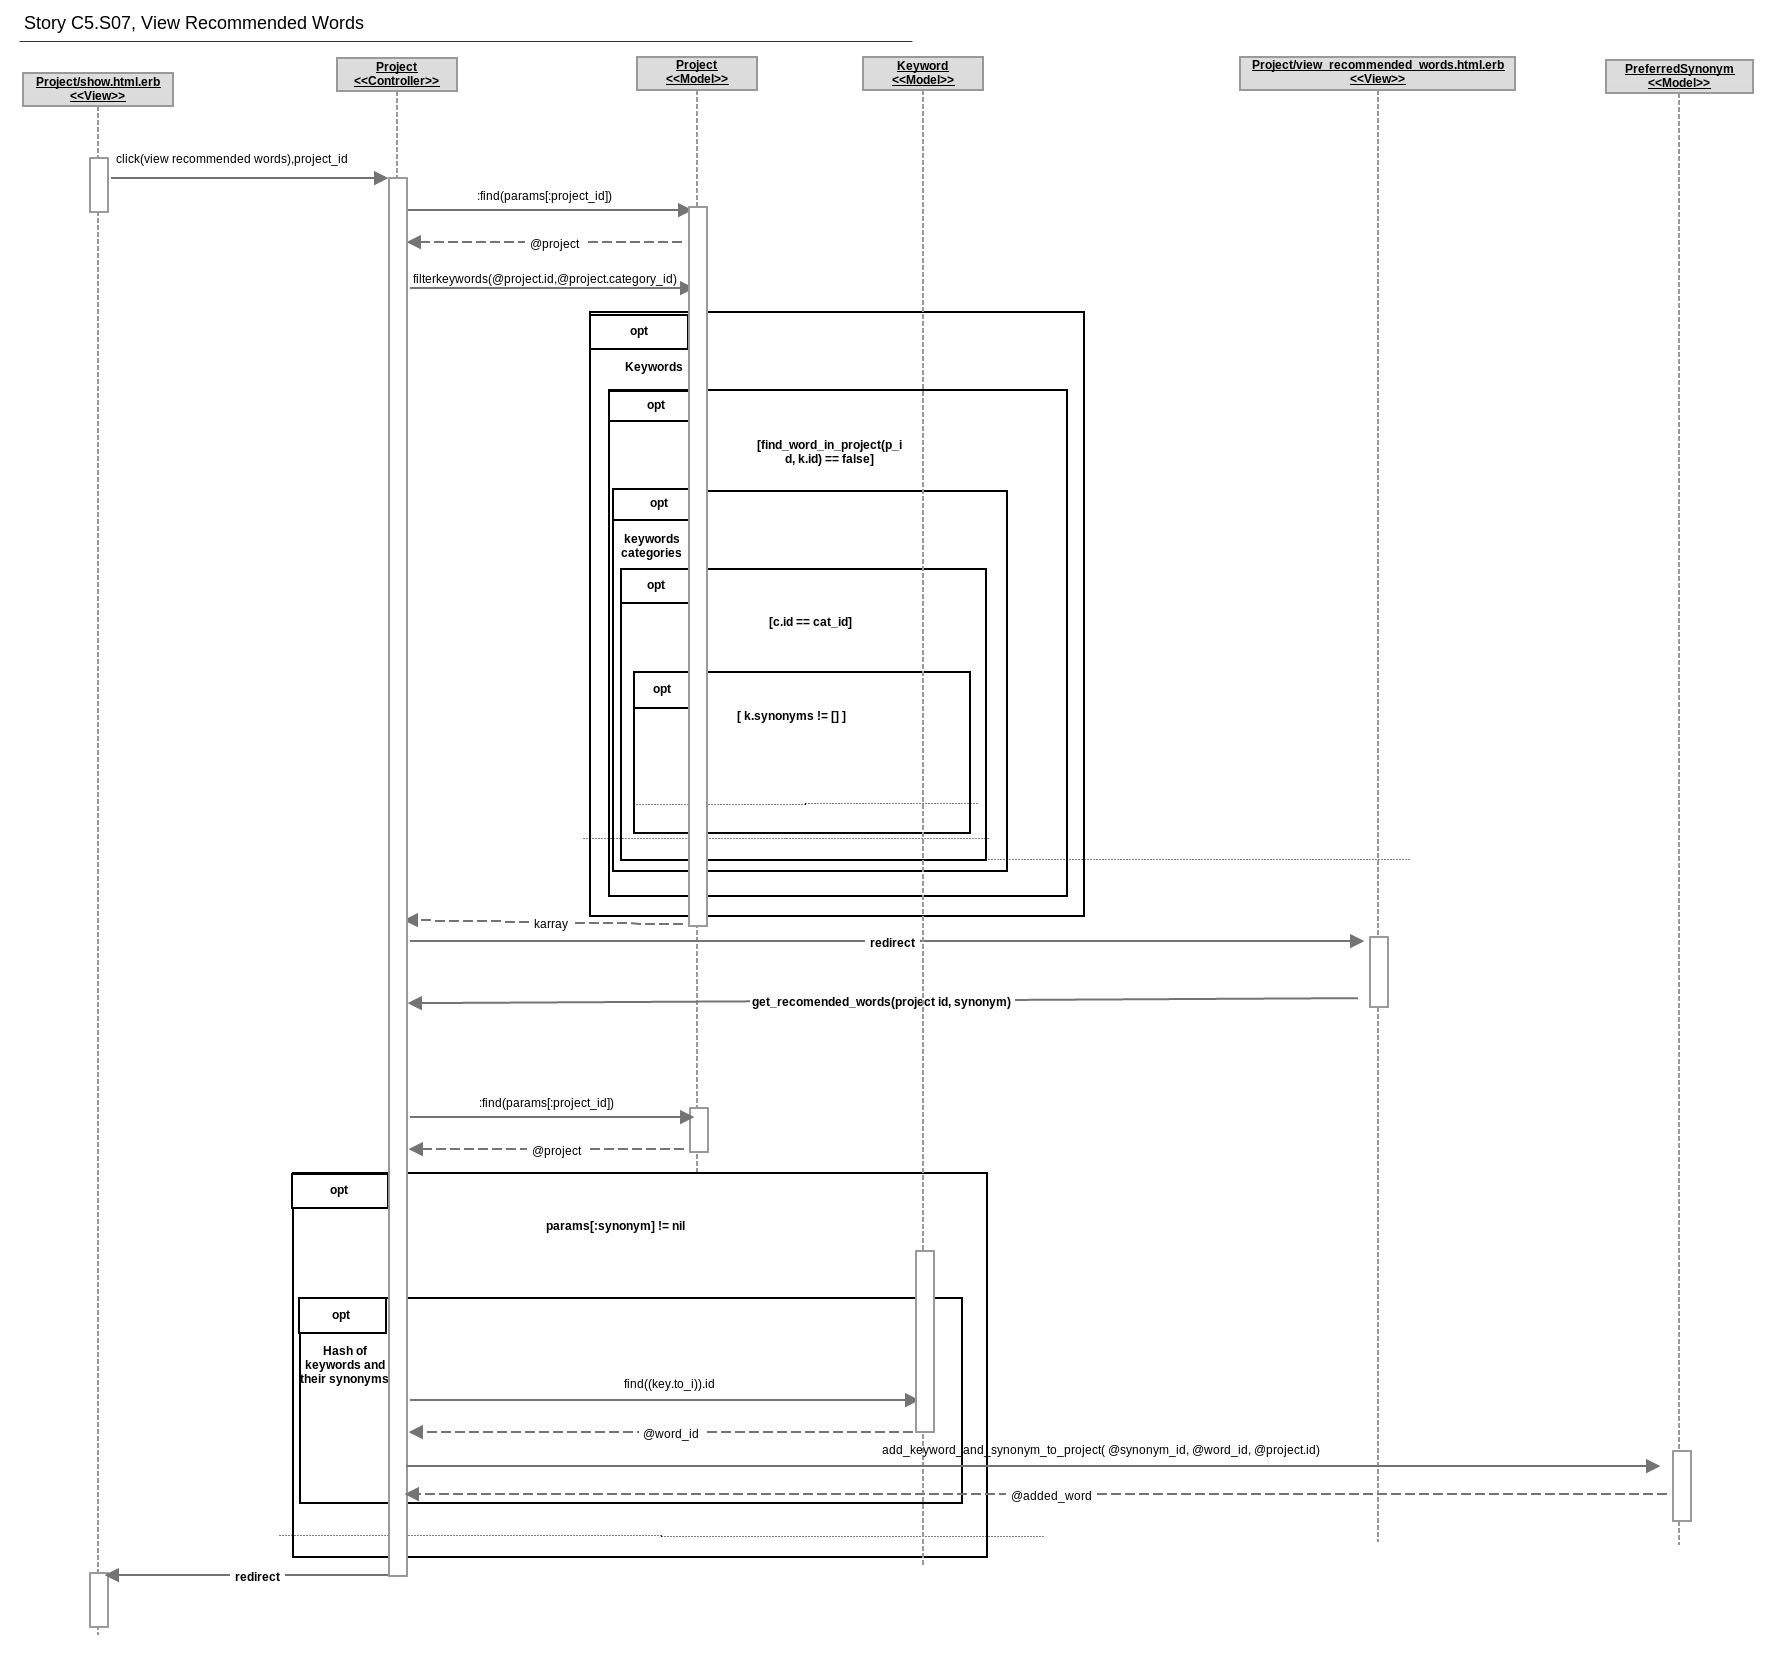 Story C5.S07, View Recommended Words
Project/show.html.erb
<<View>>
Project
<<Controller>>
Project
<<Model>>
Keyword
<<Model>>
Project/view_recommended_words.html.erb
<<View>>
PreferredSynonym
<<Model>>
click(view recommended words),project_id
:find(params[:project_id])
@project
filterkeywords(@project.id,@project.category_id)
opt
Keywords
opt
[find_word_in_project(p_i
d, k.id) == false]
opt
keywords
categories
opt
[c.id == cat_id]
opt
[ k.synonyms != [] ]
karray
redirect
get_recomended_words(project id, synonym)
:find(params[:project_id])
@project
opt
params[:synonym] != nil
opt
Hash of
keywords and
their synonyms
find((key.to_i)).id
@word_id
add_keyword_and_synonym_to_project( @synonym_id, @word_id, @project.id)
@added_word
redirect